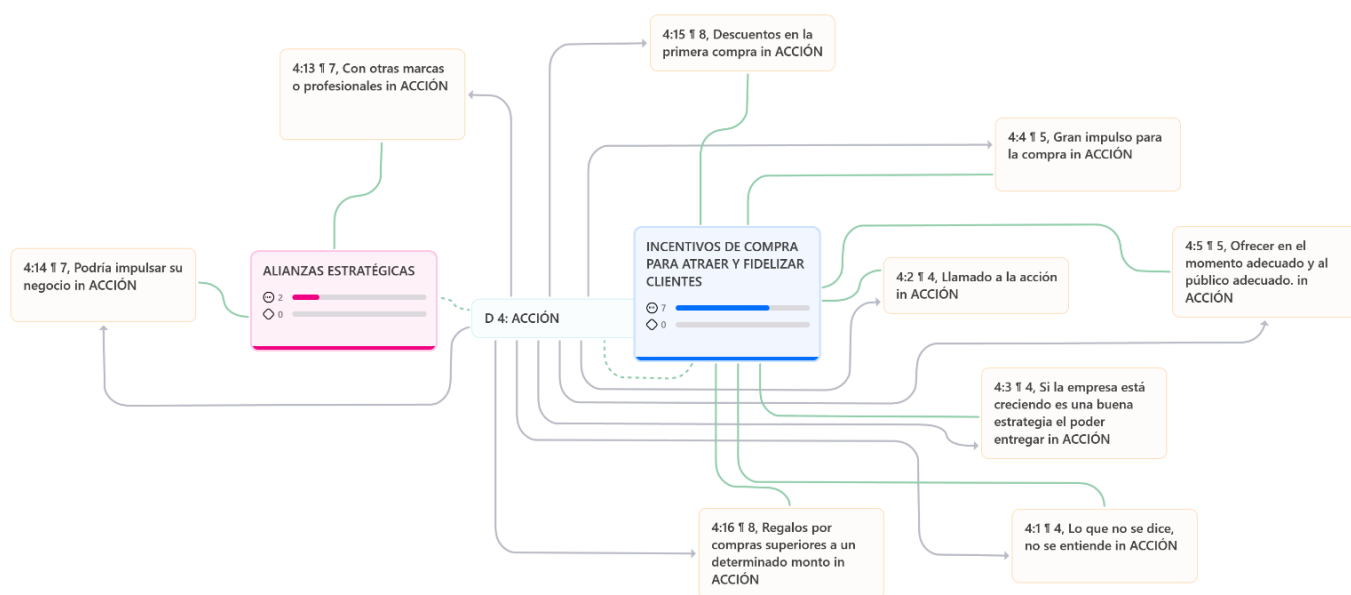 4:15 ¶ 8, Descuentos en la
primera compra in ACCIÓN
4:13 ¶ 7, Con otras marcas
o profesionales in ACCIÓN
4:4 ¶ 5, Gran impulso para
la compra in ACCIÓN
4:14 ¶ 7, Podría impulsar su
negocio in ACCIÓN
ALIANZAS ESTRATÉGICAS
2
0
D 4: ACCIÓN
INCENTIVOS DE COMPRA
PARA ATRAER Y FIDELIZAR
CLIENTES
7
0
4:2 ¶ 4, Llamado a la acción
in ACCIÓN
4:5 ¶ 5, Ofrecer en el
momento adecuado y al
público adecuado. in
ACCIÓN
4:3 ¶ 4, Si la empresa está
creciendo es una buena
estrategia el poder
entregar in ACCIÓN
4:16 ¶ 8, Regalos por
compras superiores a un
determinado monto in
ACCIÓN
4:1 ¶ 4, Lo que no se dice,
no se entiende in ACCIÓN